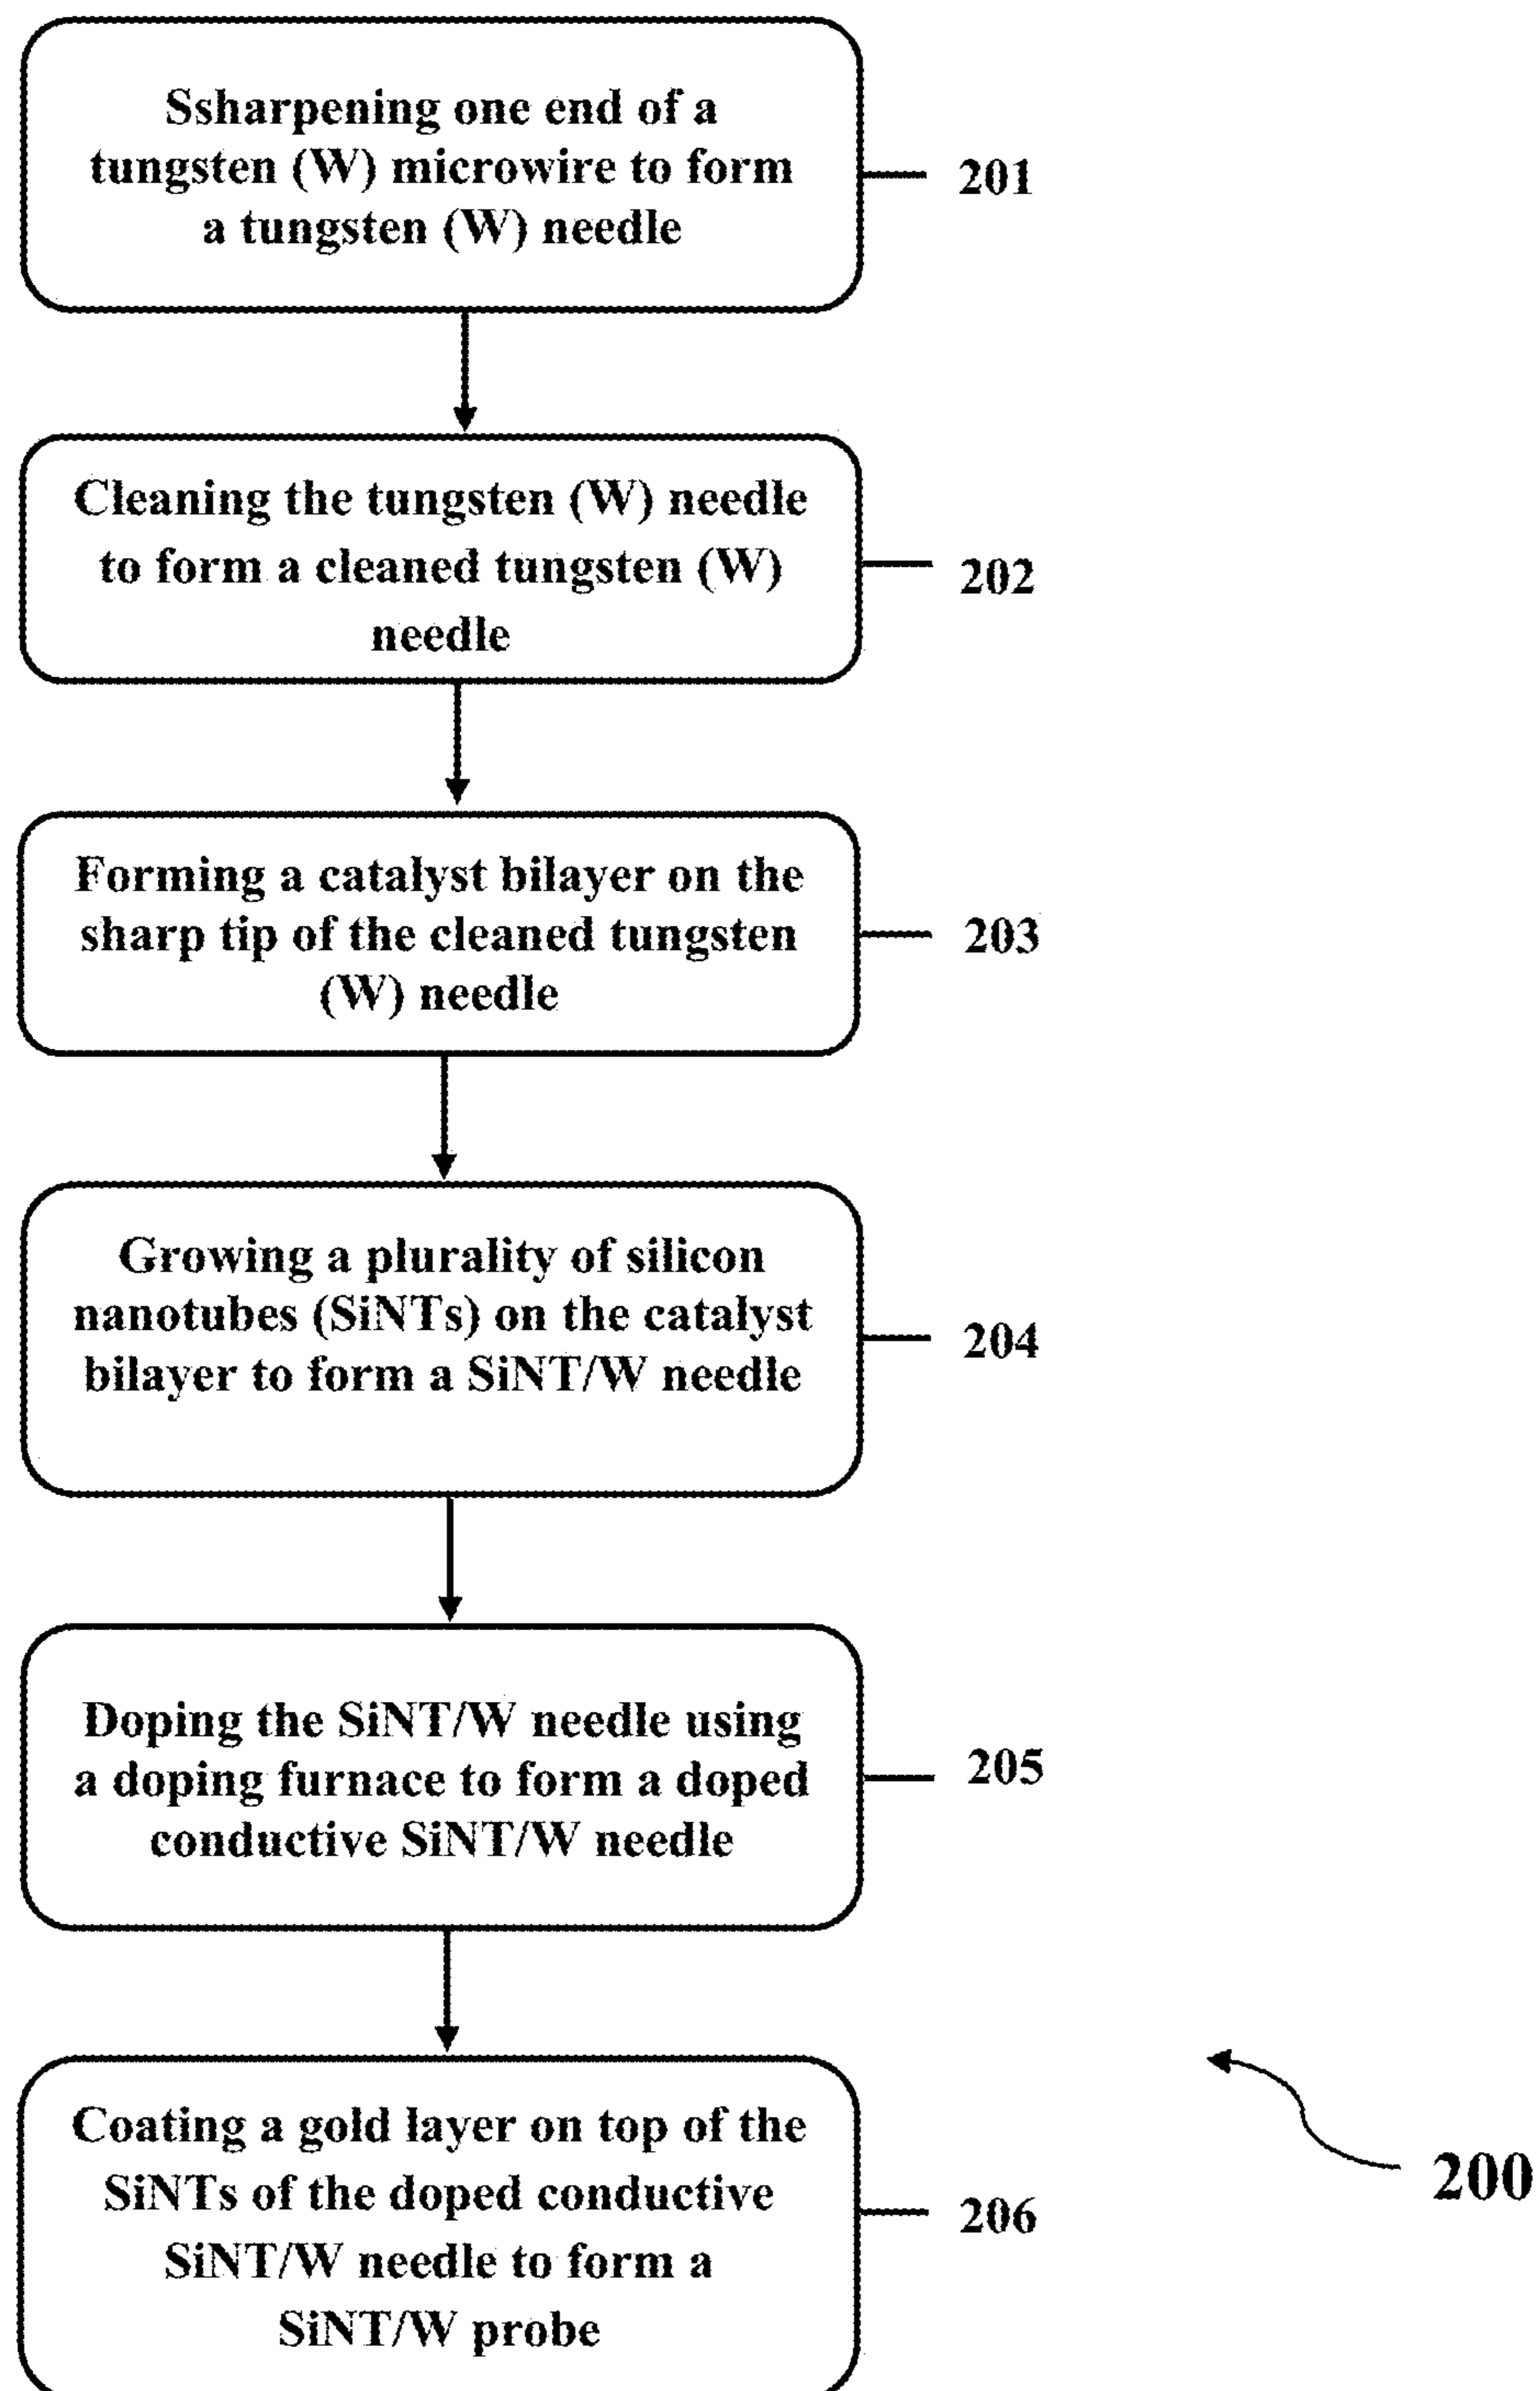 Ssharpening one end of a
tungsten (W) microwire to form
a tungsten (W) needle
201
Cleaning the tungsten (W) needle
to form a cleaned tungsten (W)
needle
202
Forming a catalyst bilayer on the
sharp tip of the cleaned tungsten
(W) needle
203
Growing a plurality of silicon
nanotubes (SiNTs) on the catalyst
bilayer to form a SiNT/W needle
204
Doping the SiNT/W needle using
a doping furnace to form a doped
conductive SiNT/W needle
205
Coating a gold layer on top of the
SiNTs of the doped conductive
SiNT/W needle to form a
SiNT/W probe
206
200